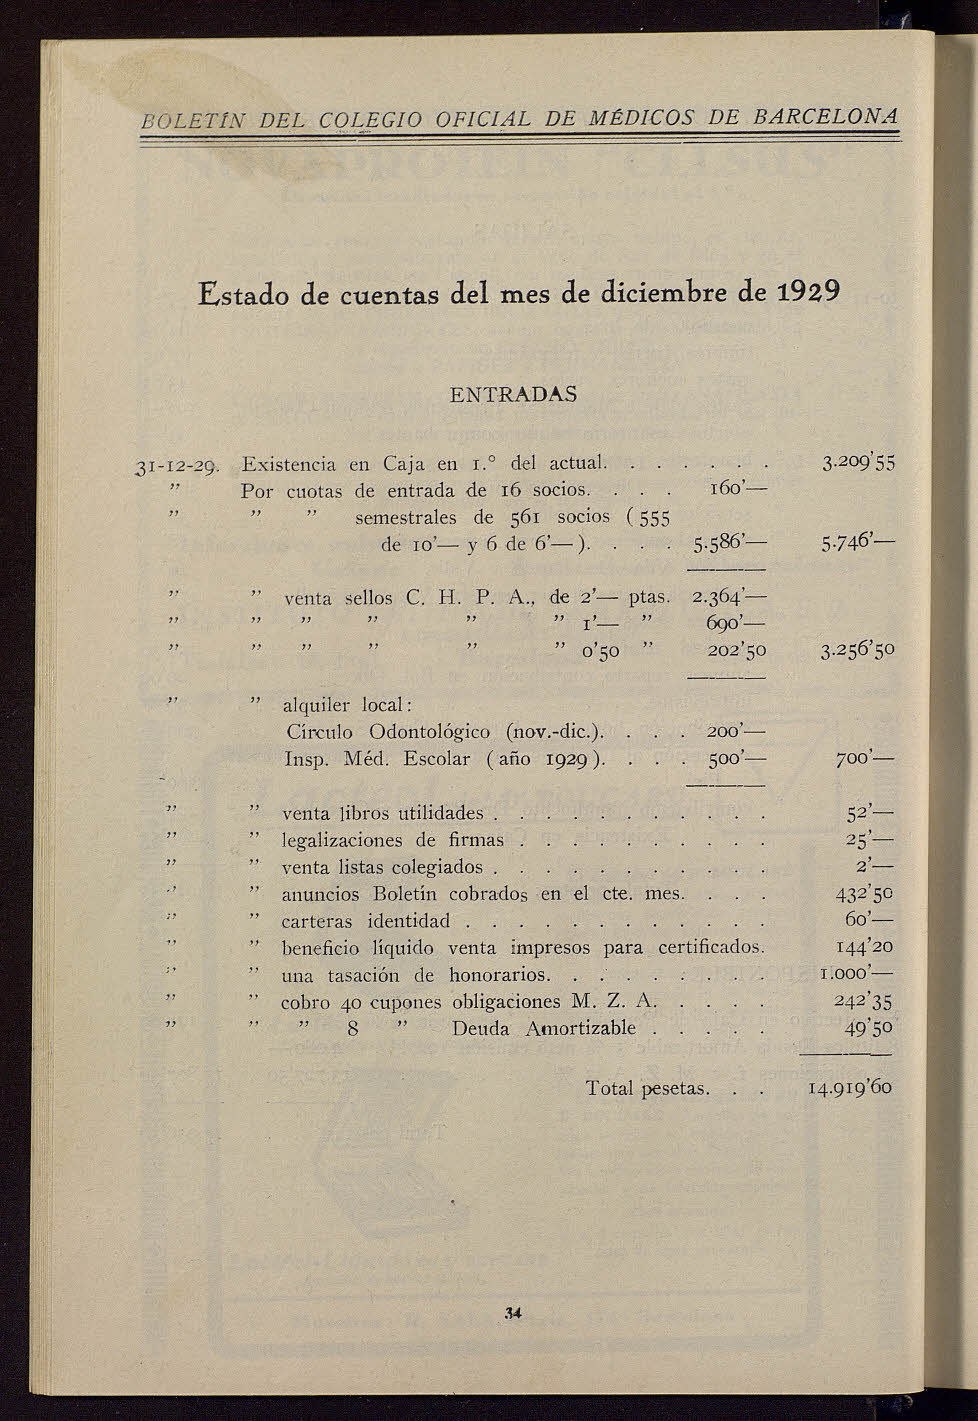 BOLETÍN DEL COLEGIO OFICIAL DE MÉDICOS DE BARCELONA
Estado de cuentas del mes de diciembre de 1929
ENTRADAS
31-12-29. Existencia en Caja en 1.° del actual. . . . . . . 3.209'55
" Por cuotas de entrada de 16 socios. . . . 160'—
" " " semestrales de 561 socios (555
de 10'— y 6 de 6'—). . . . 5.586'— 5.746'—
" " venta sellos C. H. P. A., de 2'— ptas. 2.364'—
" " " " " " 1'— " 690'—
" " " " " " 0'50 " 202'50 3.256'50
" " alquiler local:
Círculo Odontológico (nov.-dic.). . . . 200'—
Insp. Méd. Escolar (año 1929). . . . 500'— 700'—
" " venta libros utilidades . . . . . . . . . . . 52'—
" " legalizaciones de firmas . . . . . . . . . . 25'—
" " venta listas colegiados . . . . . . . . . . . 2'—
" " anuncios Boletín cobrados en el cte. mes. . . . 432'50
" " carteras identidad . . . . . . . . . . . . 60'—
" " beneficio líquido venta impresos para certificados. 144'20
" " una tasación de honorarios. . . . . . . . . 1.000'—
" " cobro 40 cupones obligaciones M. Z. A. . . . . 242'35
" " " 8 " Deuda Amortizable . . . . . 49'50
Total pesetas. . . 14.919'60
34